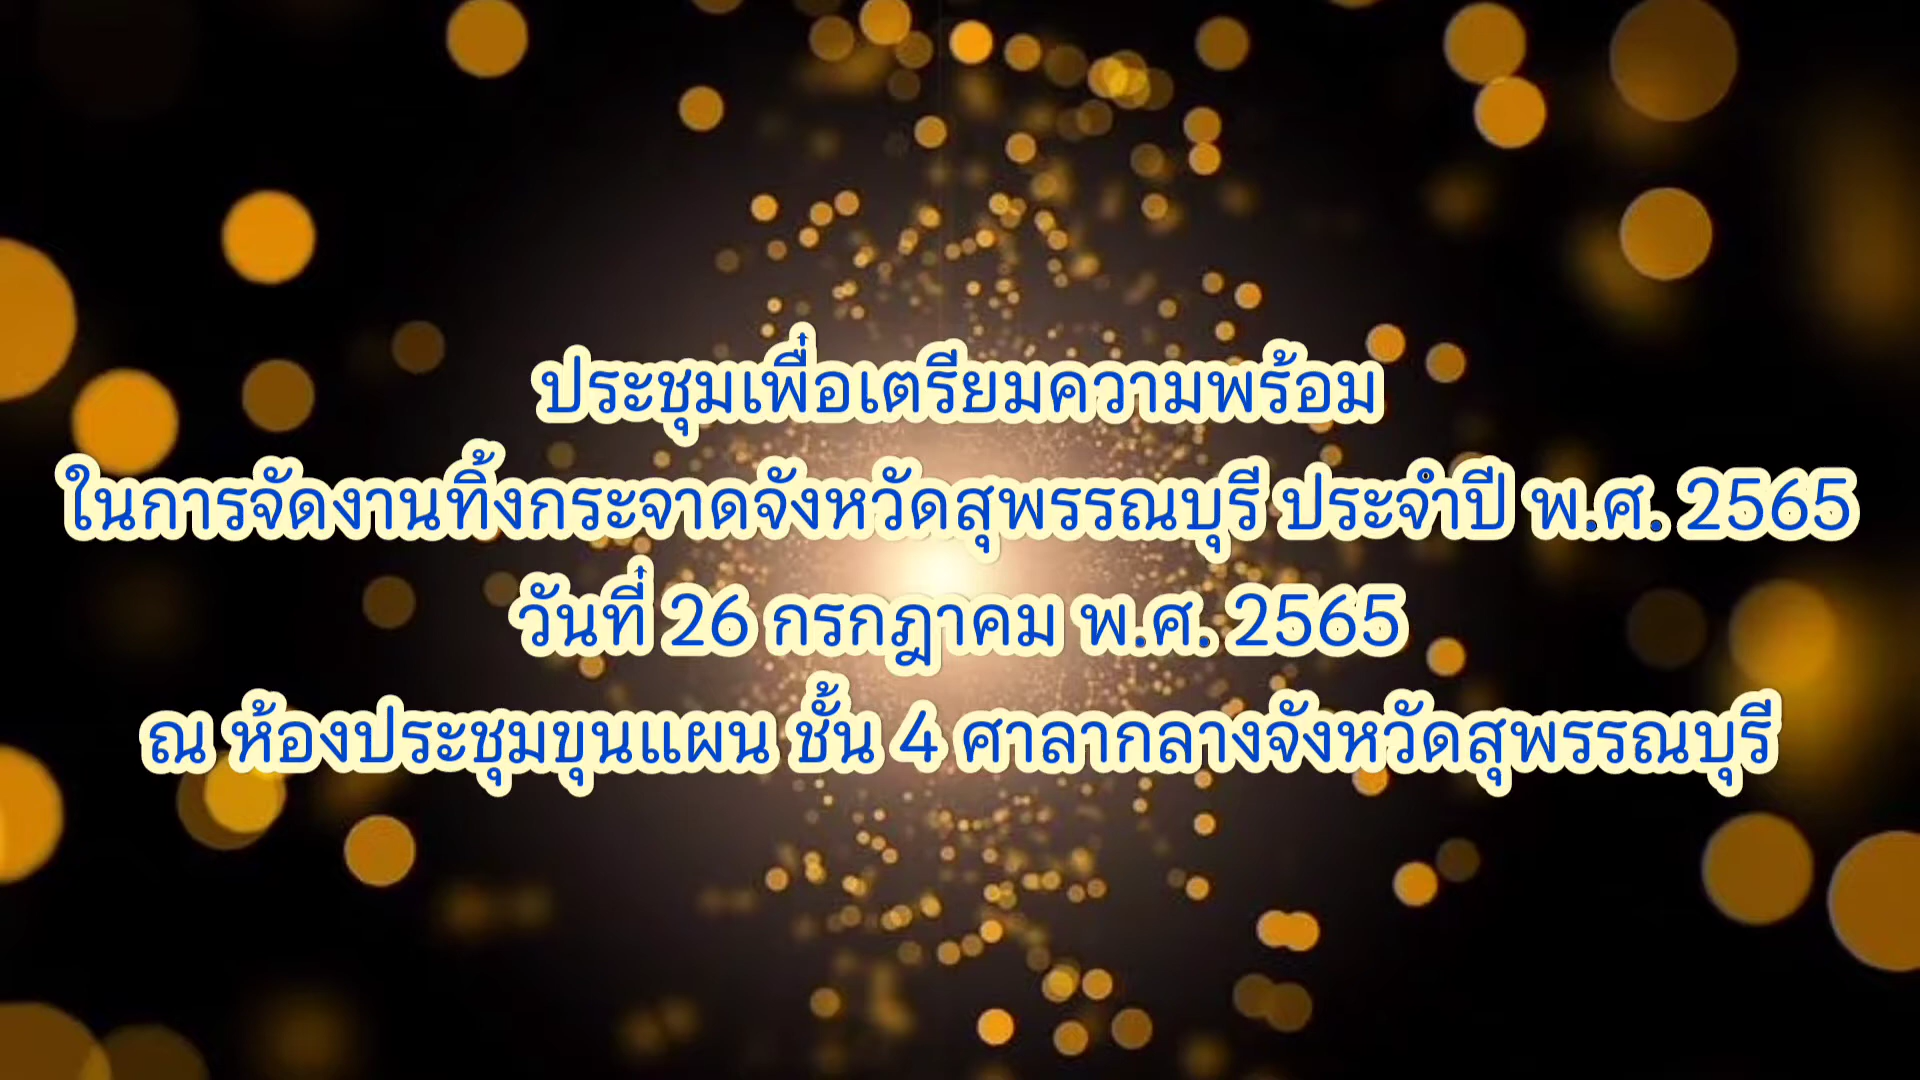 ประชุมเพื่อเตรียมความพร้อม
ในการจัดงานทิ้งกระจาดจังหวัดสุพรรณบุรี ประจำปี พ.ศ. 2565
วันที่ 26 กรกฎาคม พ.ศ. 2565
ณ ห้องประชุมขุนแผน ชั้น 4 ศาลากลางจังหวัดสุพรรณบุรี